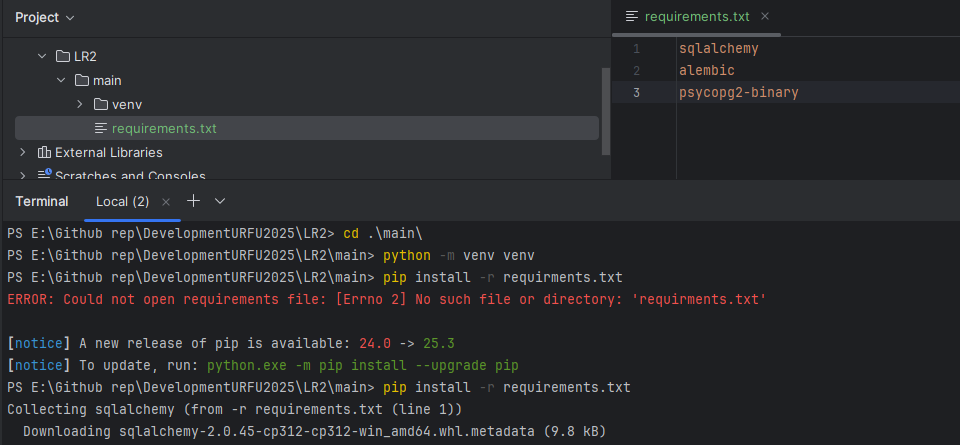 Project
LR2
main
venv
requirements.txt
External Libraries
Scratches and Consoles
requirements.txt
1 sqlalchemy
2 alembic
3 psycopg2-binary
Terminal Local (2)
PS E:\Github rep\DevelopmentURFU2025\LR2> cd .\main\
PS E:\Github rep\DevelopmentURFU2025\LR2\main> python -m venv venv
PS E:\Github rep\DevelopmentURFU2025\LR2\main> pip install -r requirments.txt
ERROR: Could not open requirements file: [Errno 2] No such file or directory: 'requirments.txt'
[notice] A new release of pip is available: 24.0 -> 25.3
[notice] To update, run: python.exe -m pip install --upgrade pip
PS E:\Github rep\DevelopmentURFU2025\LR2\main> pip install -r requirements.txt
Collecting sqlalchemy (from -r requirements.txt (line 1))
Downloading sqlalchemy-2.0.45-cp312-cp312-win_amd64.whl.metadata (9.8 kB)